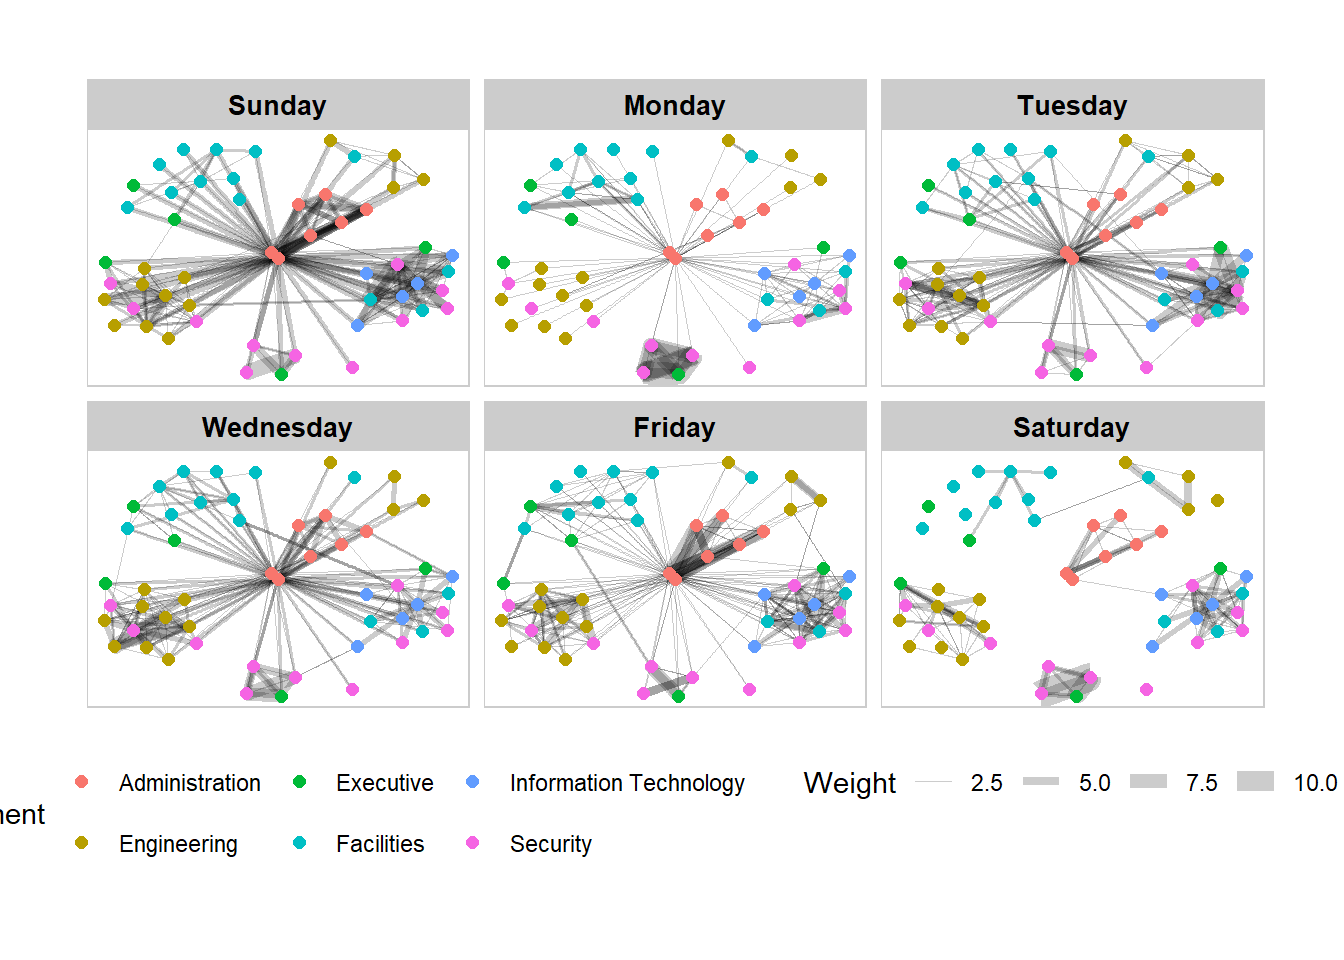 Sunday Monday Tuesday
Wednesday Friday Saturday
Administration Executive Information Technology Weight 2.5 5.0 7.5 10.0
Engineering Facilities Security